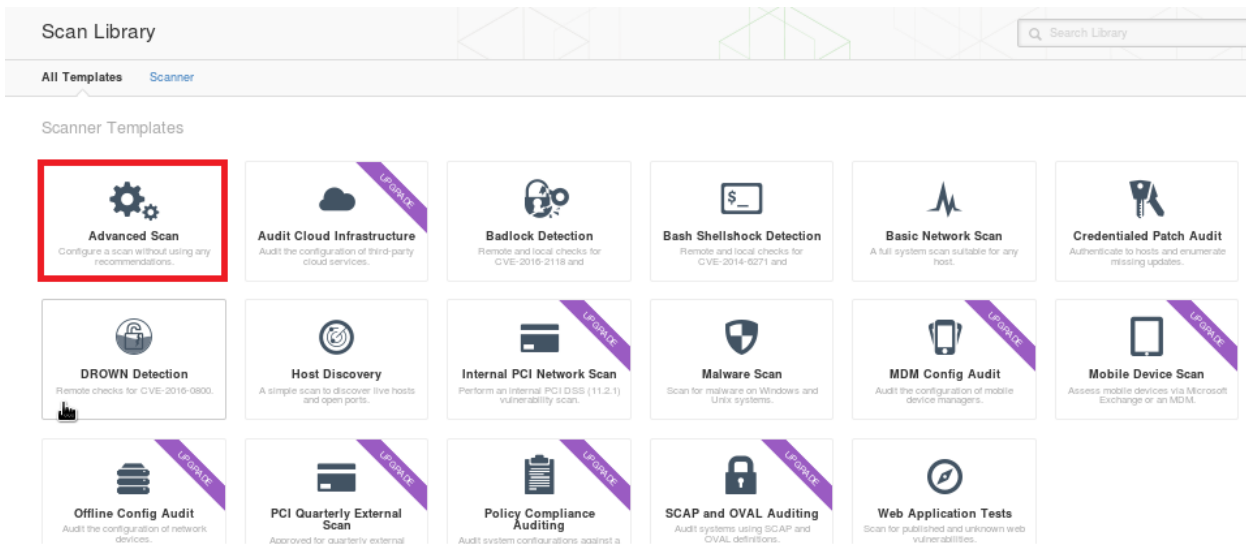 Scan Library
Search Library
All Templates
Scanner
Scanner Templates
Advanced Scan
Configure a scan without using any
recommendations.
UPGRADE
Audit Cloud Infrastructure
Audit the configuration of third-party
cloud services.
Badlock Detection
Remote and local checks for
CVE-2016-2118 and
$_
Bash Shellshock Detection
Remote and local checks for
CVE-2014-6271 and
Basic Network Scan
A full system scan suitable for any
host.
Credentialed Patch Audit
Authenticate to hosts and enumerate
missing updates.
DROWN Detection
Remote checks for CVE-2016-0800.
Host Discovery
A simple scan to discover live hosts
and open ports.
UPGRADE
Internal PCI Network Scan
Perform an internal PCI DSS (11.2.1)
vulnerability scan.
Malware Scan
Scan for malware on Windows and
Unix systems.
UPGRADE
MDM Config Audit
Audit the configuration of mobile
device managers.
UPGRADE
Mobile Device Scan
Assess mobile devices via Microsoft
Exchange or an MDM.
UPGRADE
Offline Config Audit
Audit the configuration of network
devices.
UPGRADE
PCI Quarterly External
Scan
Approved for quarterly external
UPGRADE
Policy Compliance
Auditing
Audit system configurations against a
UPGRADE
SCAP and OVAL Auditing
Audit systems using SCAP and
OVAL definitions.
Web Application Tests
Scan for published and unknown web
vulnerabilities.